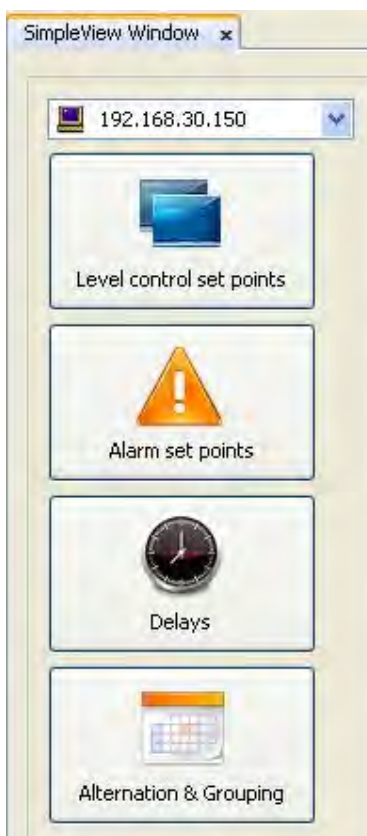 SimpleView Window
192.168.30.150
Level control set points
Alarm set points
Delays
Alternation & Grouping